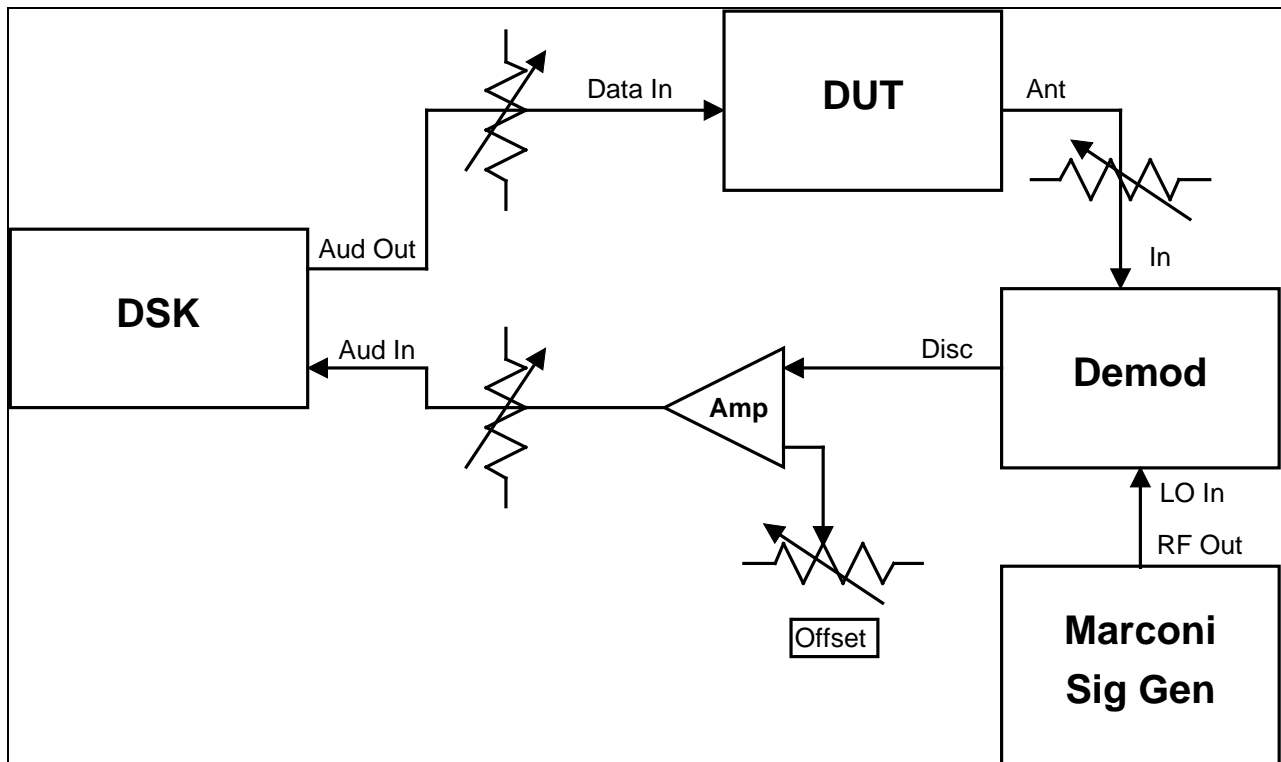 Data In
DUT
Ant
Aud Out
In
DSK
Aud In
Disc
Demod
Amp
LO In
RF Out
Offset
Marconi
Sig Gen